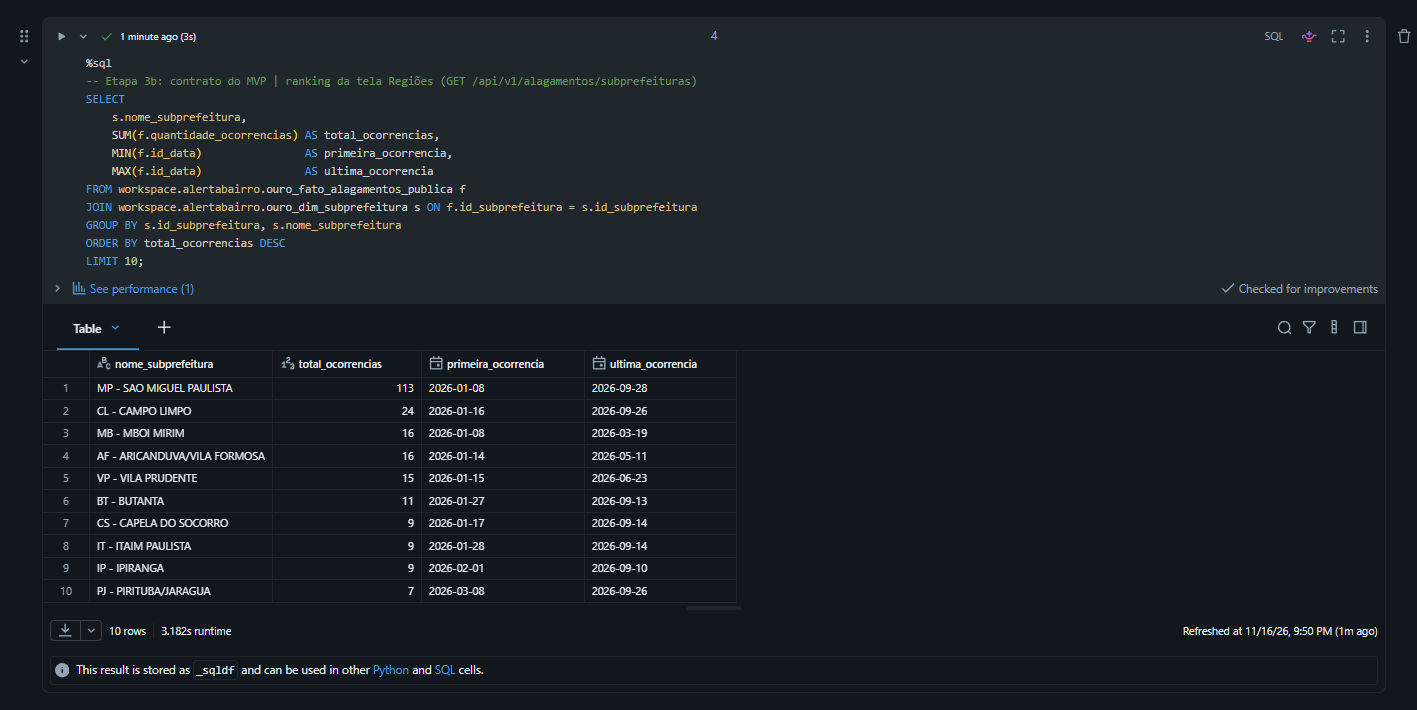 1 minute ago (3s)
4
SQL
%sql
-- Etapa 3b: contrato do MVP | ranking da tela Regiões (GET /api/v1/alagamentos/subprefeituras)
SELECT
s.nome_subprefeitura,
SUM(f.quantidade_ocorrencias) AS total_ocorrencias,
MIN(f.id_data) AS primeira_ocorrencia,
MAX(f.id_data) AS ultima_ocorrencia
FROM workspace.alertabairro.ouro_fato_alagamentos_publica f
JOIN workspace.alertabairro.ouro_dim_subprefeitura s ON f.id_subprefeitura = s.id_subprefeitura
GROUP BY s.id_subprefeitura, s.nome_subprefeitura
ORDER BY total_ocorrencias DESC
LIMIT 10;
See performance (1)
Checked for improvements
Table
nome_subprefeitura total_ocorrencias primeira_ocorrencia ultima_ocorrencia
1 MP - SAO MIGUEL PAULISTA 113 2026-01-08 2026-09-28
2 CL - CAMPO LIMPO 24 2026-01-16 2026-09-26
3 MB - MBOI MIRIM 16 2026-01-08 2026-03-19
4 AF - ARICANDUVA/VILA FORMOSA 16 2026-01-14 2026-05-11
5 VP - VILA PRUDENTE 15 2026-01-15 2026-06-23
6 BT - BUTANTA 11 2026-01-27 2026-09-13
7 CS - CAPELA DO SOCORRO 9 2026-01-17 2026-09-14
8 IT - ITAIM PAULISTA 9 2026-01-28 2026-09-14
9 IP - IPIRANGA 9 2026-02-01 2026-09-10
10 PJ - PIRITUBA/JARAGUA 7 2026-03-08 2026-09-26
10 rows 3.182s runtime
Refreshed at 11/16/26, 9:50 PM (1m ago)
This result is stored as _sqldf and can be used in other Python and SQL cells.